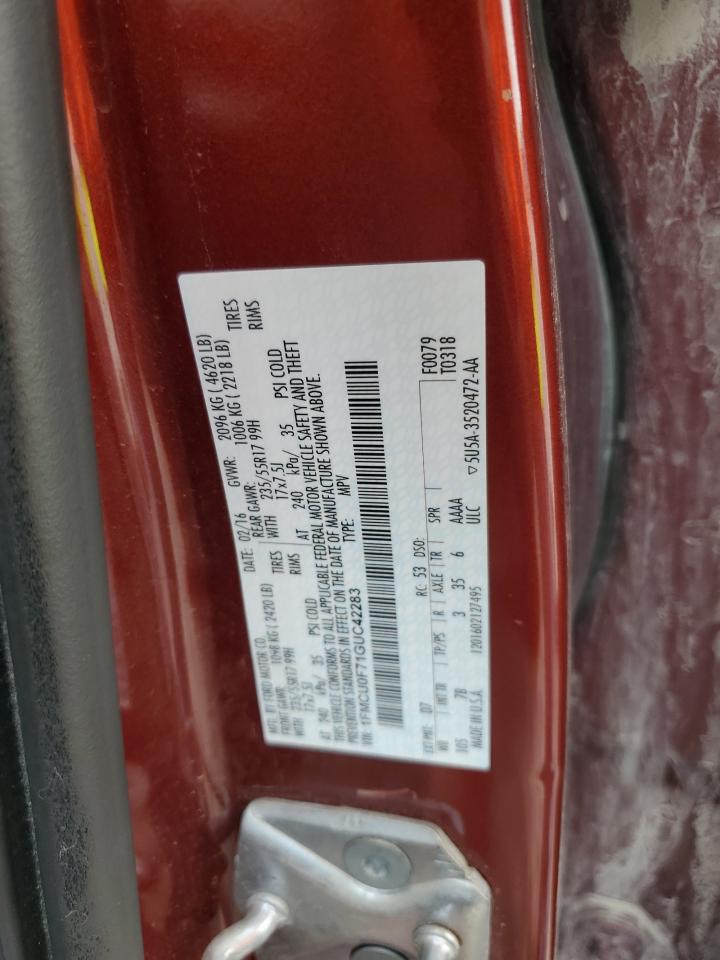 MFD. BY FORD MOTOR CO. DATE: 02/16 GVWR: 2096 KG ( 4620 LB)
FRONT GAWR: 1098 KG ( 2420 LB) REAR GAWR: 1006 KG ( 2218 LB)
WITH 235/55R17 99H TIRES WITH 235/55R17 99H TIRES
17x7.5J RIMS 17x7.5J RIMS
AT 240 kPa/ 35 PSI COLD AT 240 kPa/ 35 PSI COLD
THIS VEHICLE CONFORMS TO ALL APPLICABLE FEDERAL MOTOR VEHICLE SAFETY AND THEFT
PREVENTION STANDARDS IN EFFECT ON THE DATE OF MANUFACTURE SHOWN ABOVE.
VIN: 1FMCU0F71GUC42283 TYPE: MPV
F0079
EXT PNT: D7 RC: 53 DSO: T0318
WB INT TR TP/PS R AXLE TR SPR
105 7B 3 35 6 AAAA
MADE IN U.S.A. 1201602127495 ULC ▽5U5A-3520472-AA